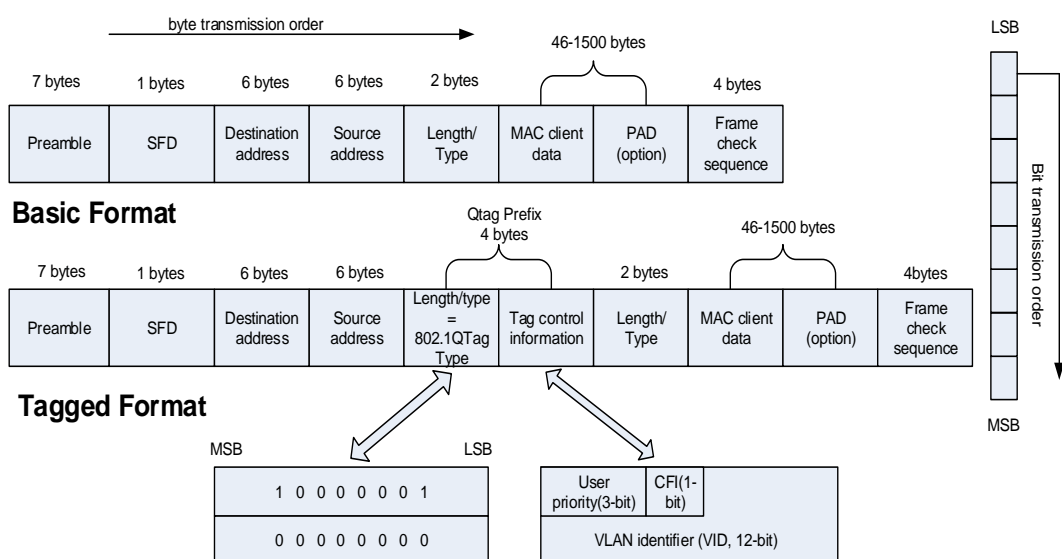 byte transmission order
46-1500 bytes
LSB
7 bytes
1 bytes
6 bytes
6 bytes
2 bytes
4 bytes
Preamble
SFD
Destination
address
Source
address
Length/
Type
MAC client
data
PAD
(option)
Frame
check
sequence
Bit transmission order
Basic Format
Qtag Prefix
4 bytes
46-1500 bytes
7 bytes
1 bytes
6 bytes
6 bytes
2 bytes
4bytes
Preamble
SFD
Destination
address
Source
address
Length/type
=
802.1QTag
Type
Tag control
information
Length/
Type
MAC client
data
PAD
(option)
Frame
check
sequence
Tagged Format
MSB
MSB
LSB
1 0 0 0 0 0 0 1
0 0 0 0 0 0 0 0
User
priority(3-bit)
CFI(1-
bit)
VLAN identifier (VID, 12-bit)